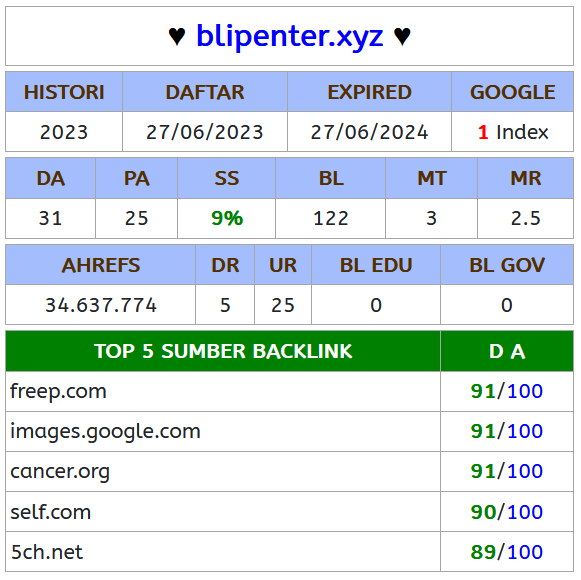 ♥ blipenter.xyz ♥
HISTORI DAFTAR EXPIRED GOOGLE
2023 27/06/2023 27/06/2024 1 Index
DA PA SS BL MT MR
31 25 9% 122 3 2.5
AHREFS DR UR BL EDU BL GOV
34.637.774 5 25 0 0
TOP 5 SUMBER BACKLINK D A
freep.com 91/100
images.google.com 91/100
cancer.org 91/100
self.com 90/100
5ch.net 89/100